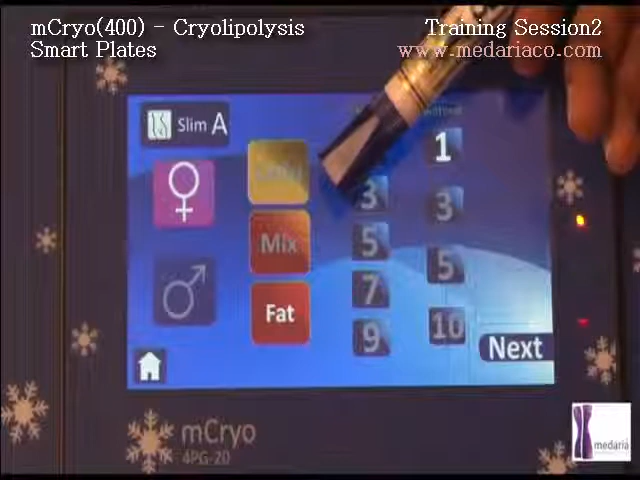 mCryo(400) - Cryolipolysis
Smart Plates
Training Session2
www.medariaco.com
Slim A
1
3
3
Mix
5
5
7
Fat
9
10
Next
mCryo
4PG-20
medaria